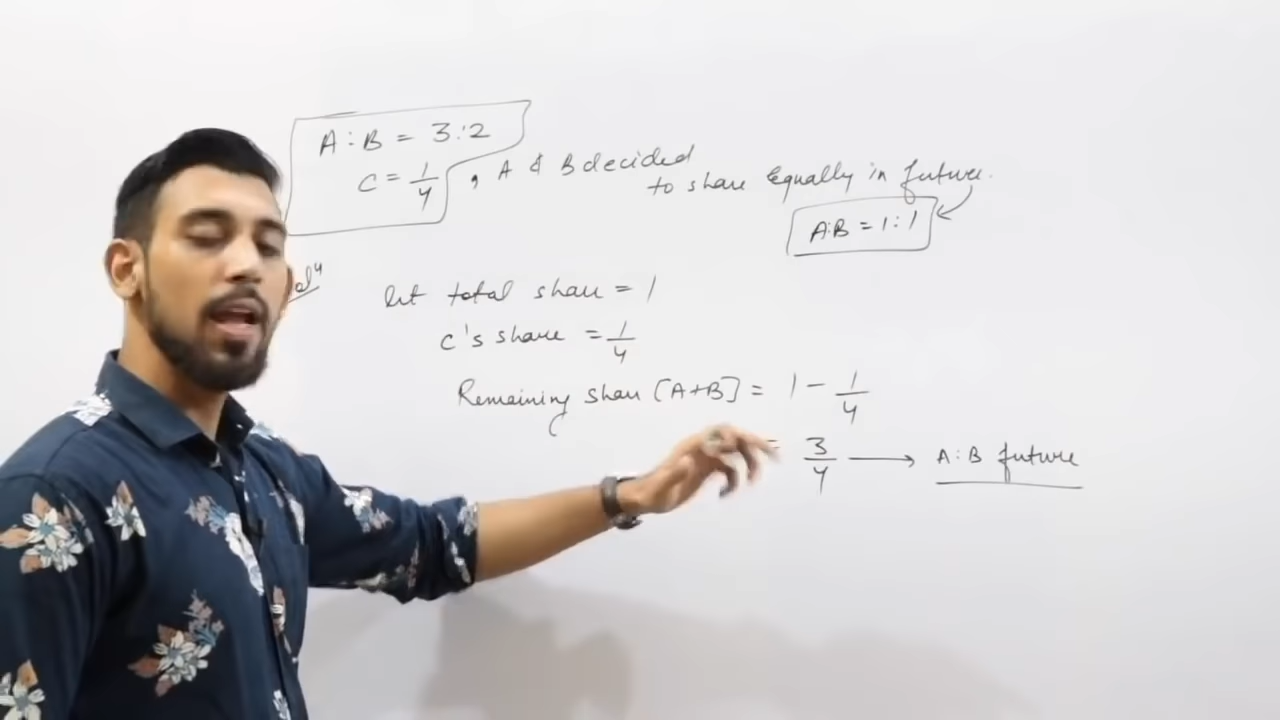 A:B = 3:2
C = 1/4 , A & B decided
to share Equally in future.
A:B = 1:1
let total share = 1
C's share = 1/4
Remaining share [A+B] = 1 - 1/4
= 3/4 → A:B future